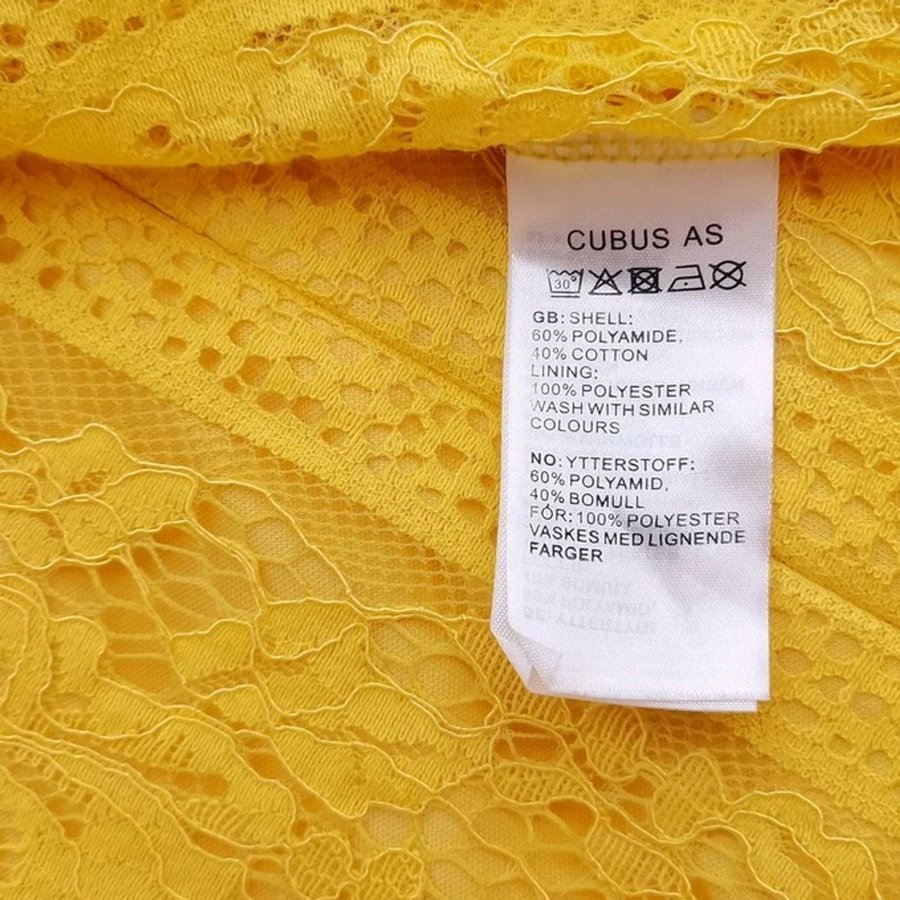 CUBUS AS
30°
GB: SHELL:
60% POLYAMIDE,
40% COTTON
LINING:
100% POLYESTER
WASH WITH SIMILAR
COLOURS
NO: YTTERSTOFF:
60% POLYAMID,
40% BOMULL
FÓR: 100% POLYESTER
VASKES MED LIGNENDE
FARGER